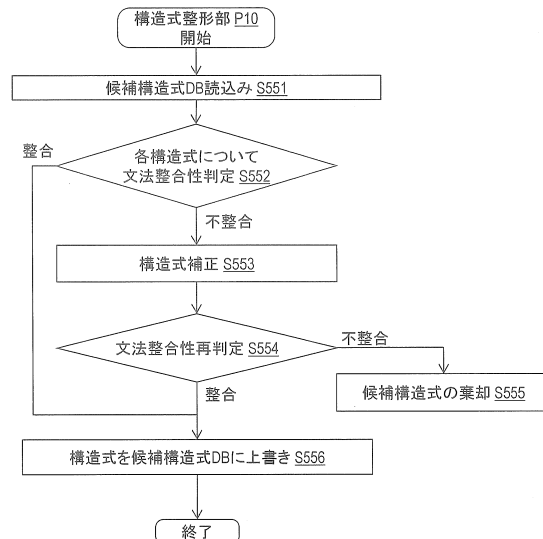 構造式整形部 P10
開始
候補構造式DB読込み S551
整合
各構造式について
文法整合性判定 S552
不整合
構造式補正 S553
文法整合性再判定 S554
不整合
整合
候補構造式の棄却 S555
構造式を候補構造式DBに上書き S556
終了